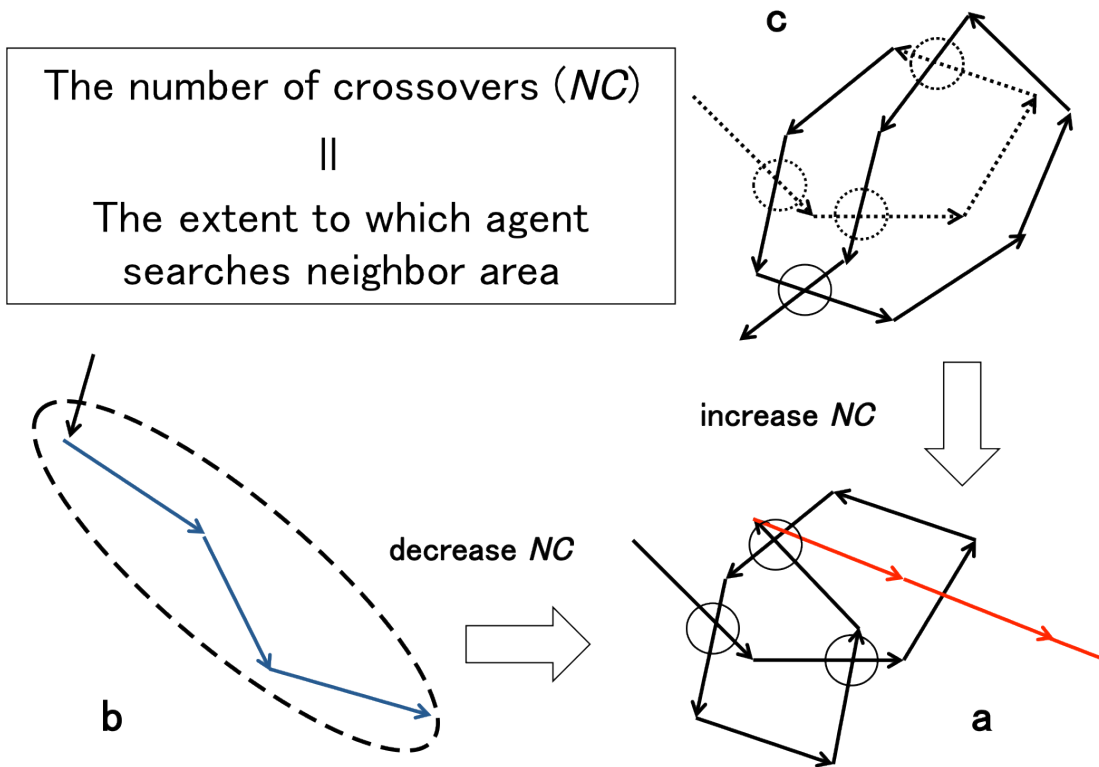 The number of crossovers (NC)
=
The extent to which agent
searches neighbor area
c
increase NC
decrease NC
b
a